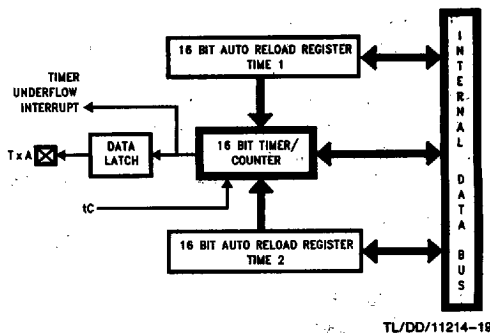 16 BIT AUTO RELOAD REGISTER
TIME 1
TIMER
UNDERFLOW
INTERRUPT
TxA
DATA
LATCH
16 BIT TIMER/
COUNTER
tC
16 BIT AUTO RELOAD REGISTER
TIME 2
INTERNAL DATA BUS
TL/DD/11214-19